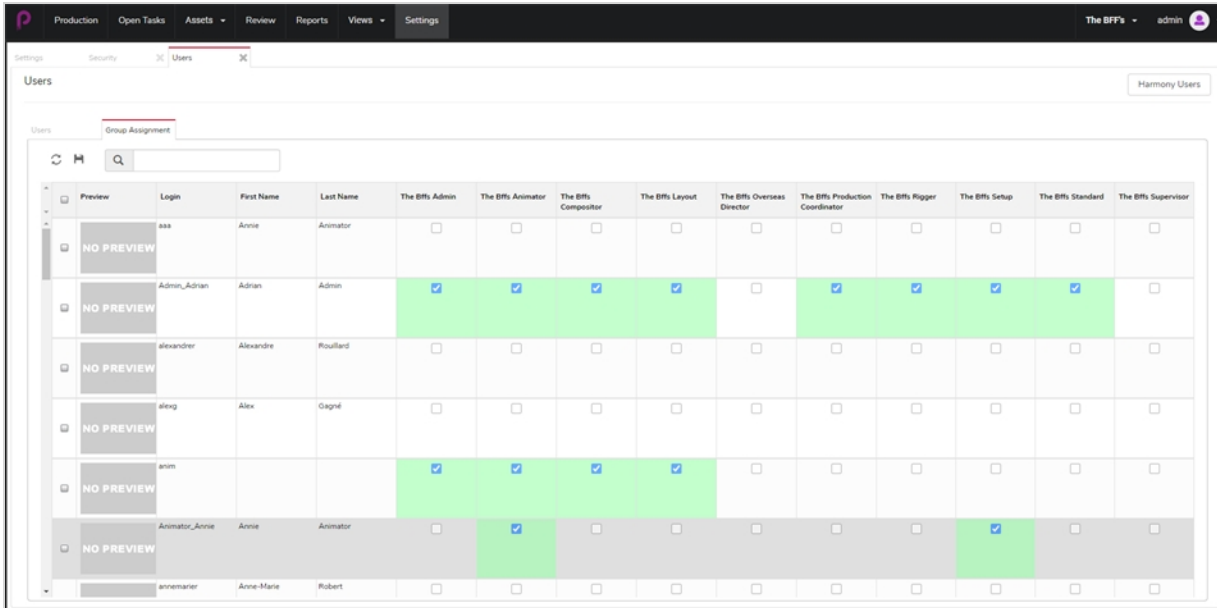 Production Open Tasks Assets Review Reports Views Settings The BFF's admin
Settings Security Users
Users Harmony Users
Users Group Assignment
Preview Login First Name Last Name The Bffs Admin The Bffs Animator The Bffs Compositor The Bffs Layout The Bffs Overseas Director The Bffs Production Coordinator The Bffs Rigger The Bffs Setup The Bffs Standard The Bffs Supervisor
NO PREVIEW aaa Annie Animator
NO PREVIEW Admin_Adrian Adrian Admin
NO PREVIEW alexandrer Alexandre Rouillard
NO PREVIEW alexg Alex Gagné
NO PREVIEW anim
NO PREVIEW Animator_Annie Annie Animator
annemarier Anne-Marie Robert